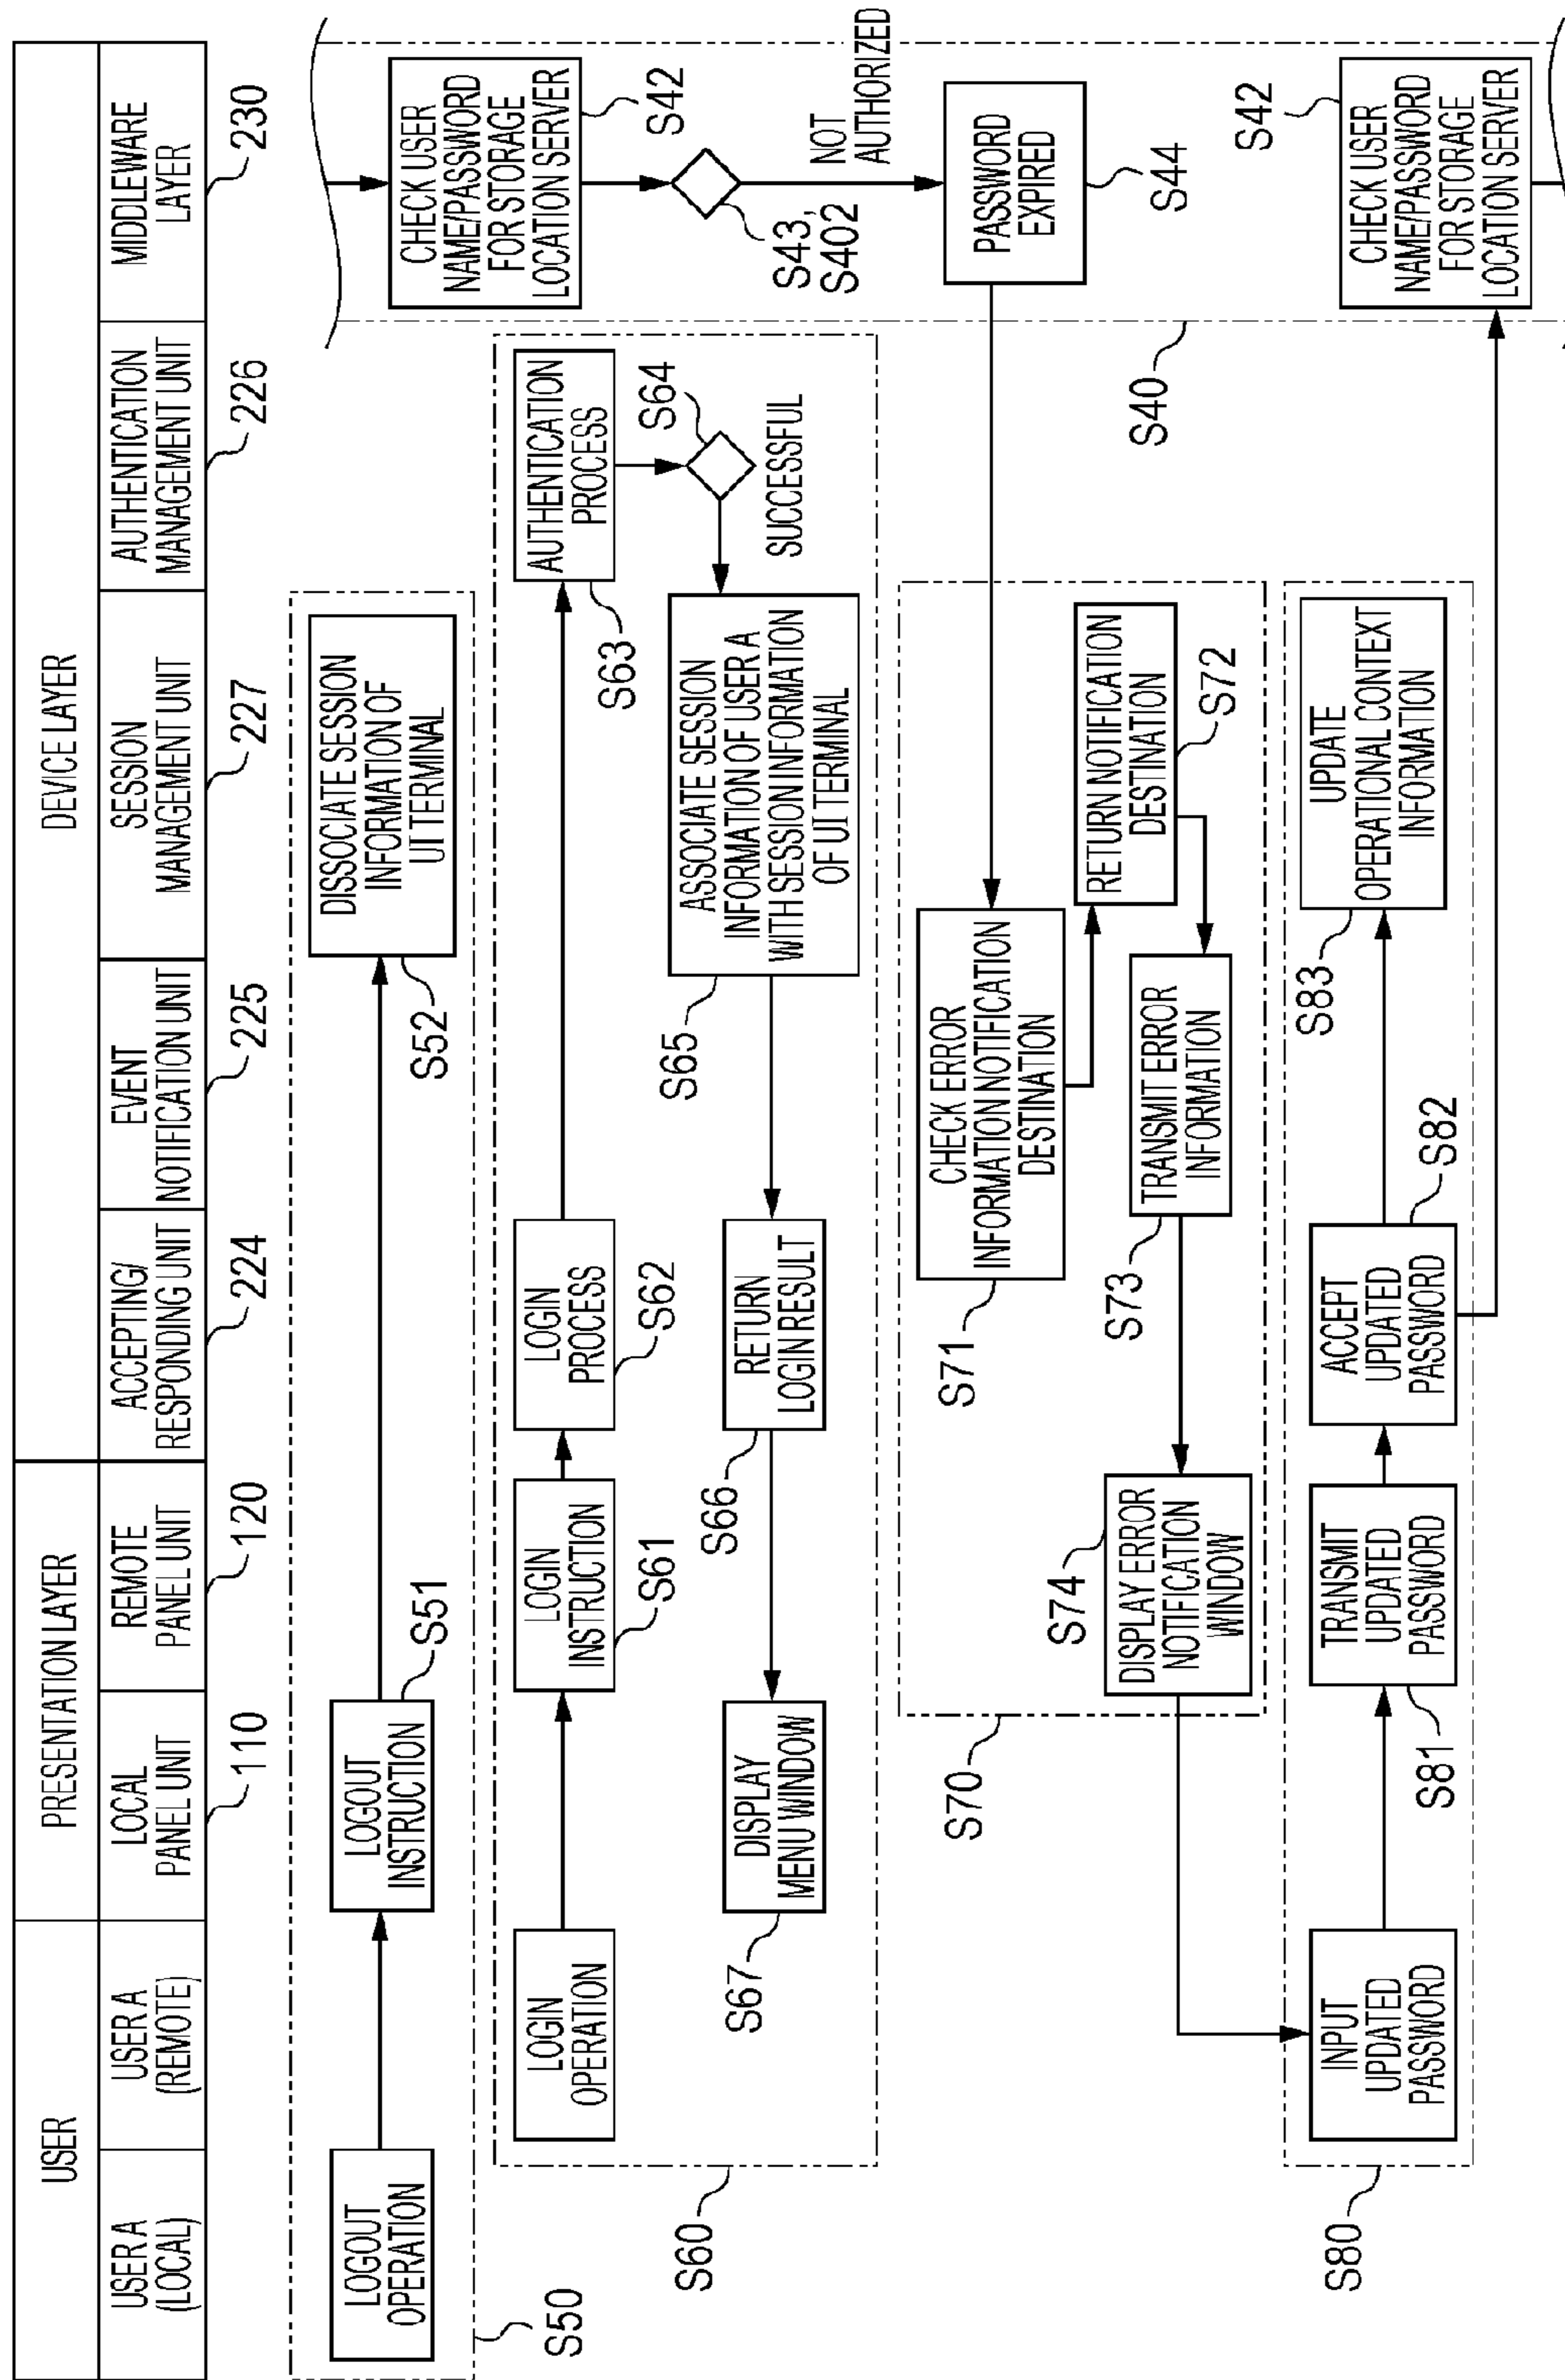 USER
PRESENTATION LAYER
DEVICE LAYER
USER A
(LOCAL)
USER A
(REMOTE)
LOCAL
PANEL UNIT
REMOTE
PANEL UNIT
ACCEPTING/
RESPONDING UNIT
EVENT
NOTIFICATION UNIT
SESSION
MANAGEMENT UNIT
AUTHENTICATION
MANAGEMENT UNIT
MIDDLEWARE
LAYER
110
120
224
225
227
226
230
LOGOUT
OPERATION
LOGOUT
INSTRUCTION
S51
DISSOCIATE SESSION
INFORMATION OF
UI TERMINAL
S52
S50
CHECK USER
NAME/PASSWORD
FOR STORAGE
LOCATION SERVER
S42
S43,
S402
NOT
AUTHORIZED
PASSWORD
EXPIRED
S44
S40
LOGIN
OPERATION
LOGIN
INSTRUCTION
S61
LOGIN
PROCESS
S62
AUTHENTICATION
PROCESS
S63
S64
SUCCESSFUL
ASSOCIATE SESSION
INFORMATION OF USER A
WITH SESSION INFORMATION
OF UI TERMINAL
S65
RETURN
LOGIN RESULT
S66
DISPLAY
MENU WINDOW
S67
S60
CHECK ERROR
INFORMATION NOTIFICATION
DESTINATION
S71
RETURN NOTIFICATION
DESTINATION
S72
TRANSMIT ERROR
INFORMATION
S73
DISPLAY ERROR
NOTIFICATION
WINDOW
S74
S70
INPUT
UPDATED
PASSWORD
TRANSMIT
UPDATED
PASSWORD
S81
ACCEPT
UPDATED
PASSWORD
S82
UPDATE
OPERATIONAL CONTEXT
INFORMATION
S83
S80
CHECK USER
NAME/PASSWORD
FOR STORAGE
LOCATION SERVER
S42